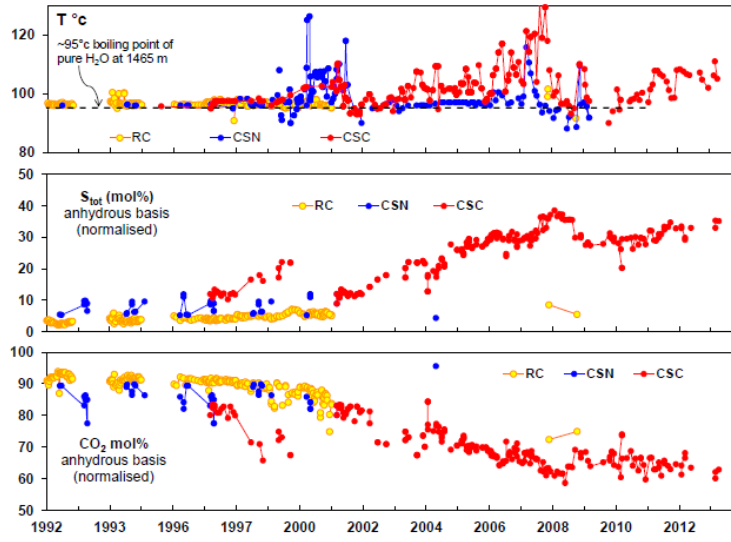 T °c
~95°c boiling point of
pure H₂O at 1465 m
120
100
80
RC CSN CSC
Sₜₒₜ (mol%)
anhydrous basis
(normalised)
RC CSN CSC
50
40
30
20
10
0
RC CSN CSC
CO₂ mol%
anhydrous basis
(normalised)
100
90
80
70
60
50
1992 1993 1996 1997 2000 2002 2004 2006 2008 2010 2012